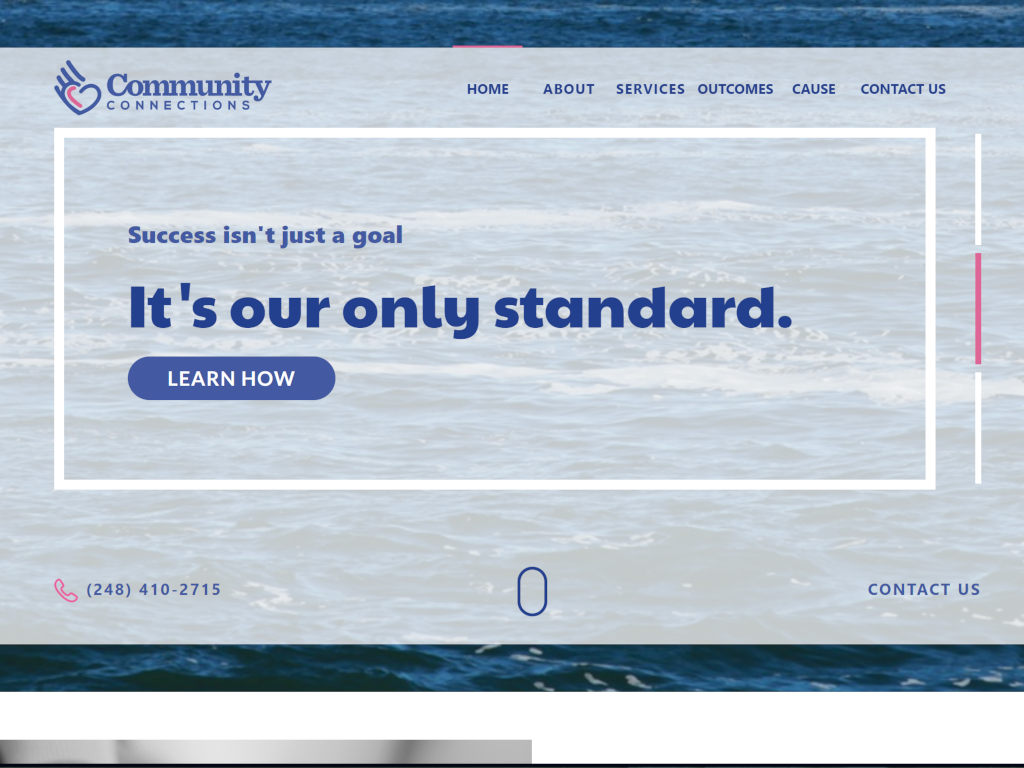 Community
CONNECTIONS
HOME ABOUT SERVICES OUTCOMES CAUSE CONTACT US
Success isn't just a goal
It's our only standard.
LEARN HOW
(248) 410-2715
CONTACT US